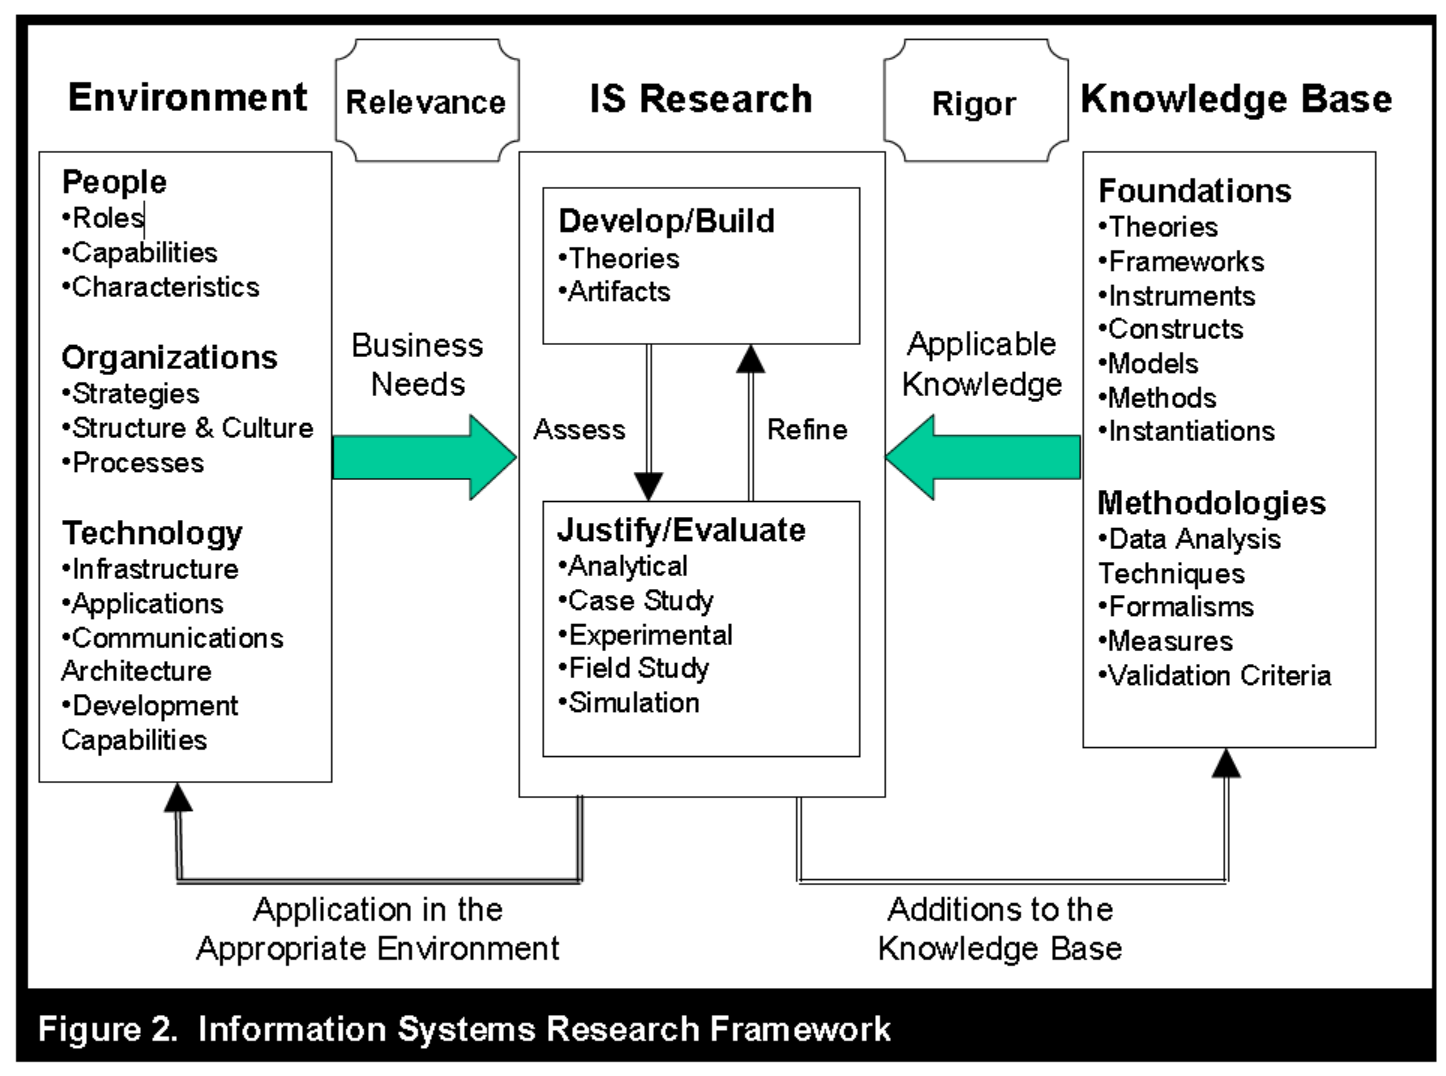 Environment
Relevance
IS Research
Rigor
Knowledge Base
People
•Roles
•Capabilities
•Characteristics
Organizations
•Strategies
•Structure & Culture
•Processes
Technology
•Infrastructure
•Applications
•Communications
Architecture
•Development
Capabilities
Business
Needs
Develop/Build
•Theories
•Artifacts
Assess
Refine
Justify/Evaluate
•Analytical
•Case Study
•Experimental
•Field Study
•Simulation
Applicable
Knowledge
Foundations
•Theories
•Frameworks
•Instruments
•Constructs
•Models
•Methods
•Instantiations
Methodologies
•Data Analysis
Techniques
•Formalisms
•Measures
•Validation Criteria
Application in the
Appropriate Environment
Additions to the
Knowledge Base
Figure 2. Information Systems Research Framework